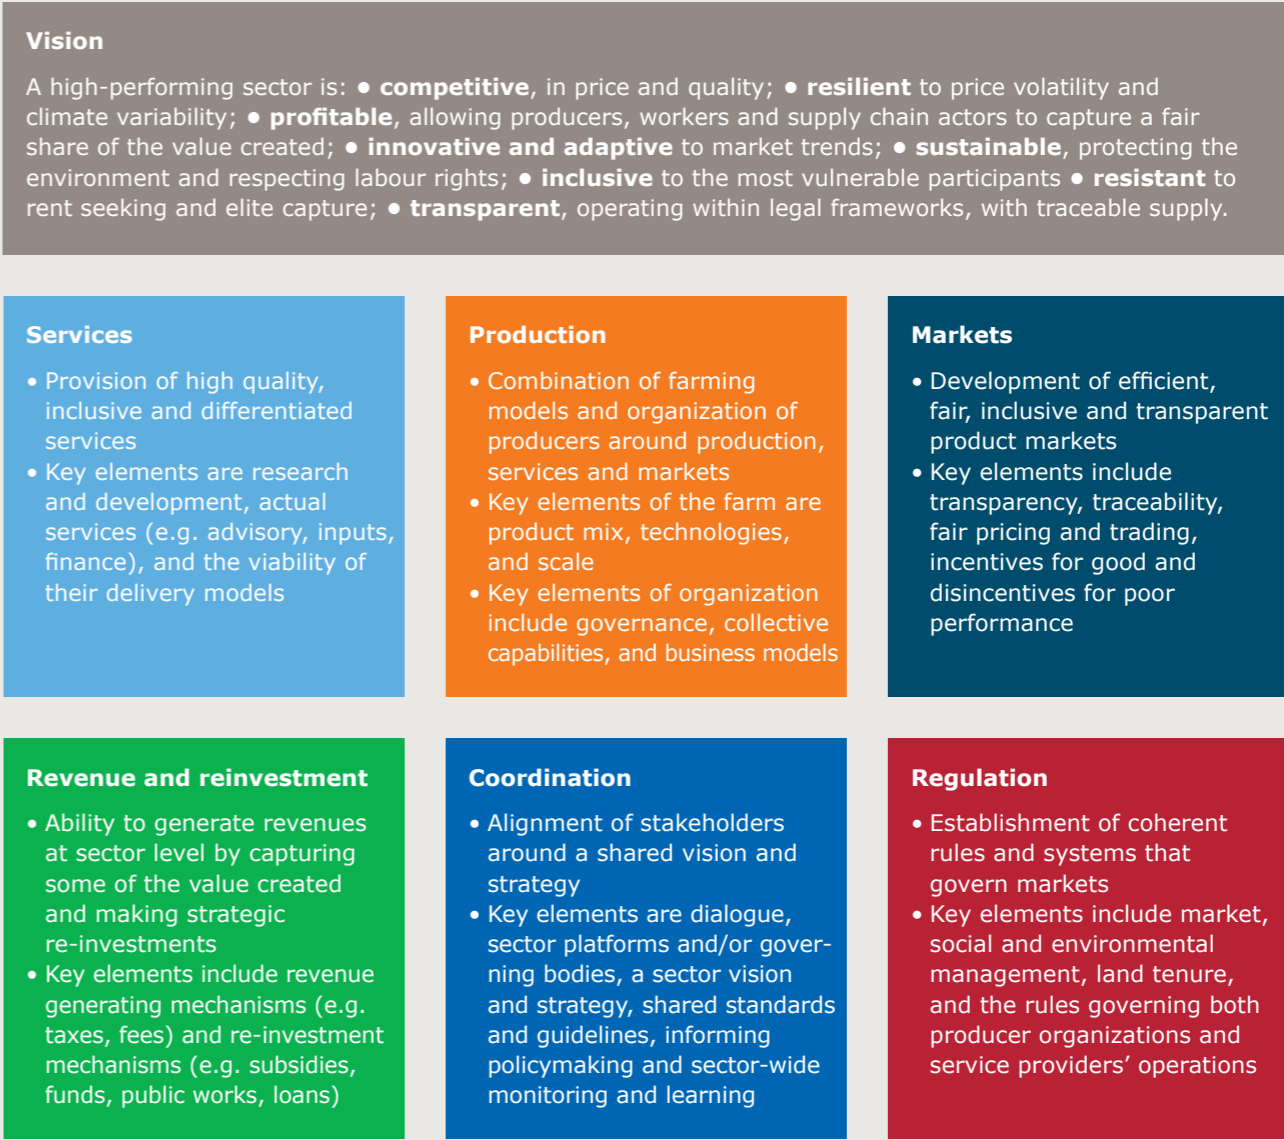 Vision
A high-performing sector is: ● competitive, in price and quality; ● resilient to price volatility and
climate variability; ● profitable, allowing producers, workers and supply chain actors to capture a fair
share of the value created; ● innovative and adaptive to market trends; ● sustainable, protecting the
environment and respecting labour rights; ● inclusive to the most vulnerable participants ● resistant to
rent seeking and elite capture; ● transparent, operating within legal frameworks, with traceable supply.
Services
• Provision of high quality,
inclusive and differentiated
services
• Key elements are research
and development, actual
services (e.g. advisory, inputs,
finance), and the viability of
their delivery models
Production
• Combination of farming
models and organization of
producers around production,
services and markets
• Key elements of the farm are
product mix, technologies,
and scale
• Key elements of organization
include governance, collective
capabilities, and business models
Markets
• Development of efficient,
fair, inclusive and transparent
product markets
• Key elements include
transparency, traceability,
fair pricing and trading,
incentives for good and
disincentives for poor
performance
Revenue and reinvestment
• Ability to generate revenues
at sector level by capturing
some of the value created
and making strategic
re-investments
• Key elements include revenue
generating mechanisms (e.g.
taxes, fees) and re-investment
mechanisms (e.g. subsidies,
funds, public works, loans)
Coordination
• Alignment of stakeholders
around a shared vision and
strategy
• Key elements are dialogue,
sector platforms and/or gover-
ning bodies, a sector vision
and strategy, shared standards
and guidelines, informing
policymaking and sector-wide
monitoring and learning
Regulation
• Establishment of coherent
rules and systems that
govern markets
• Key elements include market,
social and environmental
management, land tenure,
and the rules governing both
producer organizations and
service providers’ operations